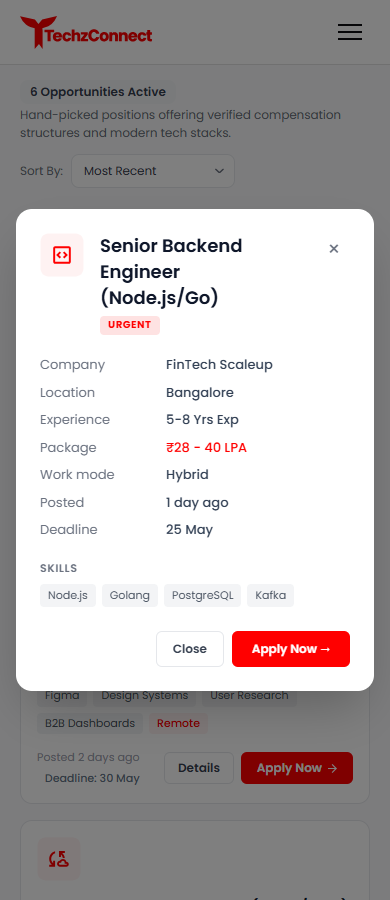 TechzConnect
6 Opportunities Active
Hand-picked positions offering verified compensation
structures and modern tech stacks.
Sort By: Most Recent
Senior Backend
Engineer
(Node.js/Go)
×
URGENT
Company FinTech Scaleup
Location Bangalore
Experience 5-8 Yrs Exp
Package ₹28 - 40 LPA
Work mode Hybrid
Posted 1 day ago
Deadline 25 May
SKILLS
Node.js Golang PostgreSQL Kafka
Close Apply Now →
Figma Design Systems User Research
B2B Dashboards Remote
Posted 2 days ago
Deadline: 30 May
Details Apply Now →